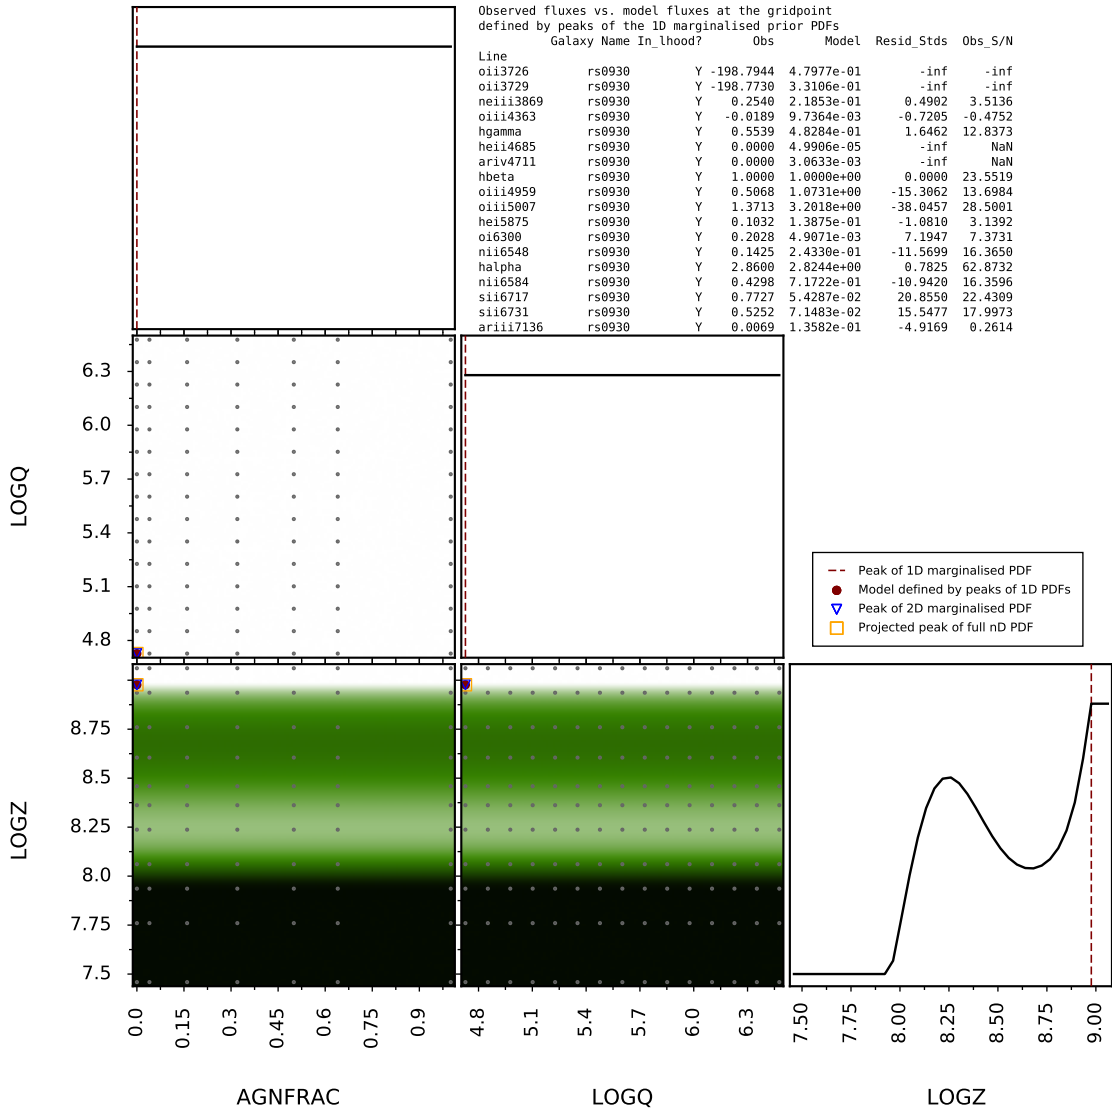 Observed fluxes vs. model fluxes at the gridpoint
defined by peaks of the 1D marginalised prior PDFs
Galaxy Name In_lhood? Obs Model Resid_Stds Obs_S/N
Line
oii3726 rs0930 Y -198.7944 4.7977e-01 -inf -inf
oii3729 rs0930 Y -198.7730 3.3106e-01 -inf -inf
neiii3869 rs0930 Y 0.2540 2.1853e-01 0.4902 3.5136
oiii4363 rs0930 Y -0.0189 9.7364e-03 -0.7205 -0.4752
hgamma rs0930 Y 0.5539 4.8284e-01 1.6462 12.8373
heii4685 rs0930 Y 0.0000 4.9906e-05 -inf NaN
ariv4711 rs0930 Y 0.0000 3.0633e-03 -inf NaN
hbeta rs0930 Y 1.0000 1.0000e+00 0.0000 23.5519
oiii4959 rs0930 Y 0.5068 1.0731e+00 -15.3062 13.6984
oiii5007 rs0930 Y 1.3713 3.2018e+00 -38.0457 28.5001
hei5875 rs0930 Y 0.1032 1.3875e-01 -1.0810 3.1392
oi6300 rs0930 Y 0.2028 4.9071e-03 7.1947 7.3731
nii6548 rs0930 Y 0.1425 2.4330e-01 -11.5699 16.3650
halpha rs0930 Y 2.8600 2.8244e+00 0.7825 62.8732
nii6584 rs0930 Y 0.4298 7.1722e-01 -10.9420 16.3596
sii6717 rs0930 Y 0.7727 5.4287e-02 20.8550 22.4309
sii6731 rs0930 Y 0.5252 7.1483e-02 15.5477 17.9973
ariii7136 rs0930 Y 0.0069 1.3582e-01 -4.9169 0.2614
6.3
6.0
5.7
5.4
5.1
4.8
LOGQ
Peak of 1D marginalised PDF
Model defined by peaks of 1D PDFs
Peak of 2D marginalised PDF
Projected peak of full nD PDF
8.75
8.5
8.25
8.0
7.75
7.5
LOGZ
0.0 0.15 0.3 0.45 0.6 0.75 0.9
4.8 5.1 5.4 5.7 6.0 6.3
7.50 7.75 8.00 8.25 8.50 8.75 9.00
AGNFRAC LOGQ LOGZ